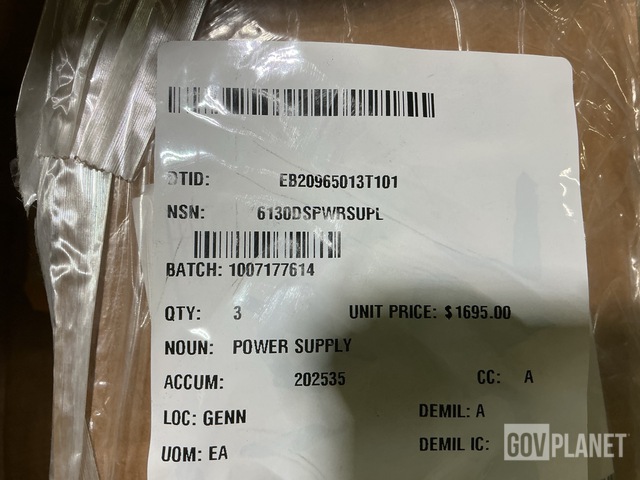 DTID: EB20965013T101
NSN: 6130DSPWRSUPL
BATCH: 1007177614
QTY: 3 UNIT PRICE: $1695.00
NOUN: POWER SUPPLY
ACCUM: 202535 CC: A
LOC: GENN DEMIL: A
UOM: EA DEMIL IC:
GOVPLANET